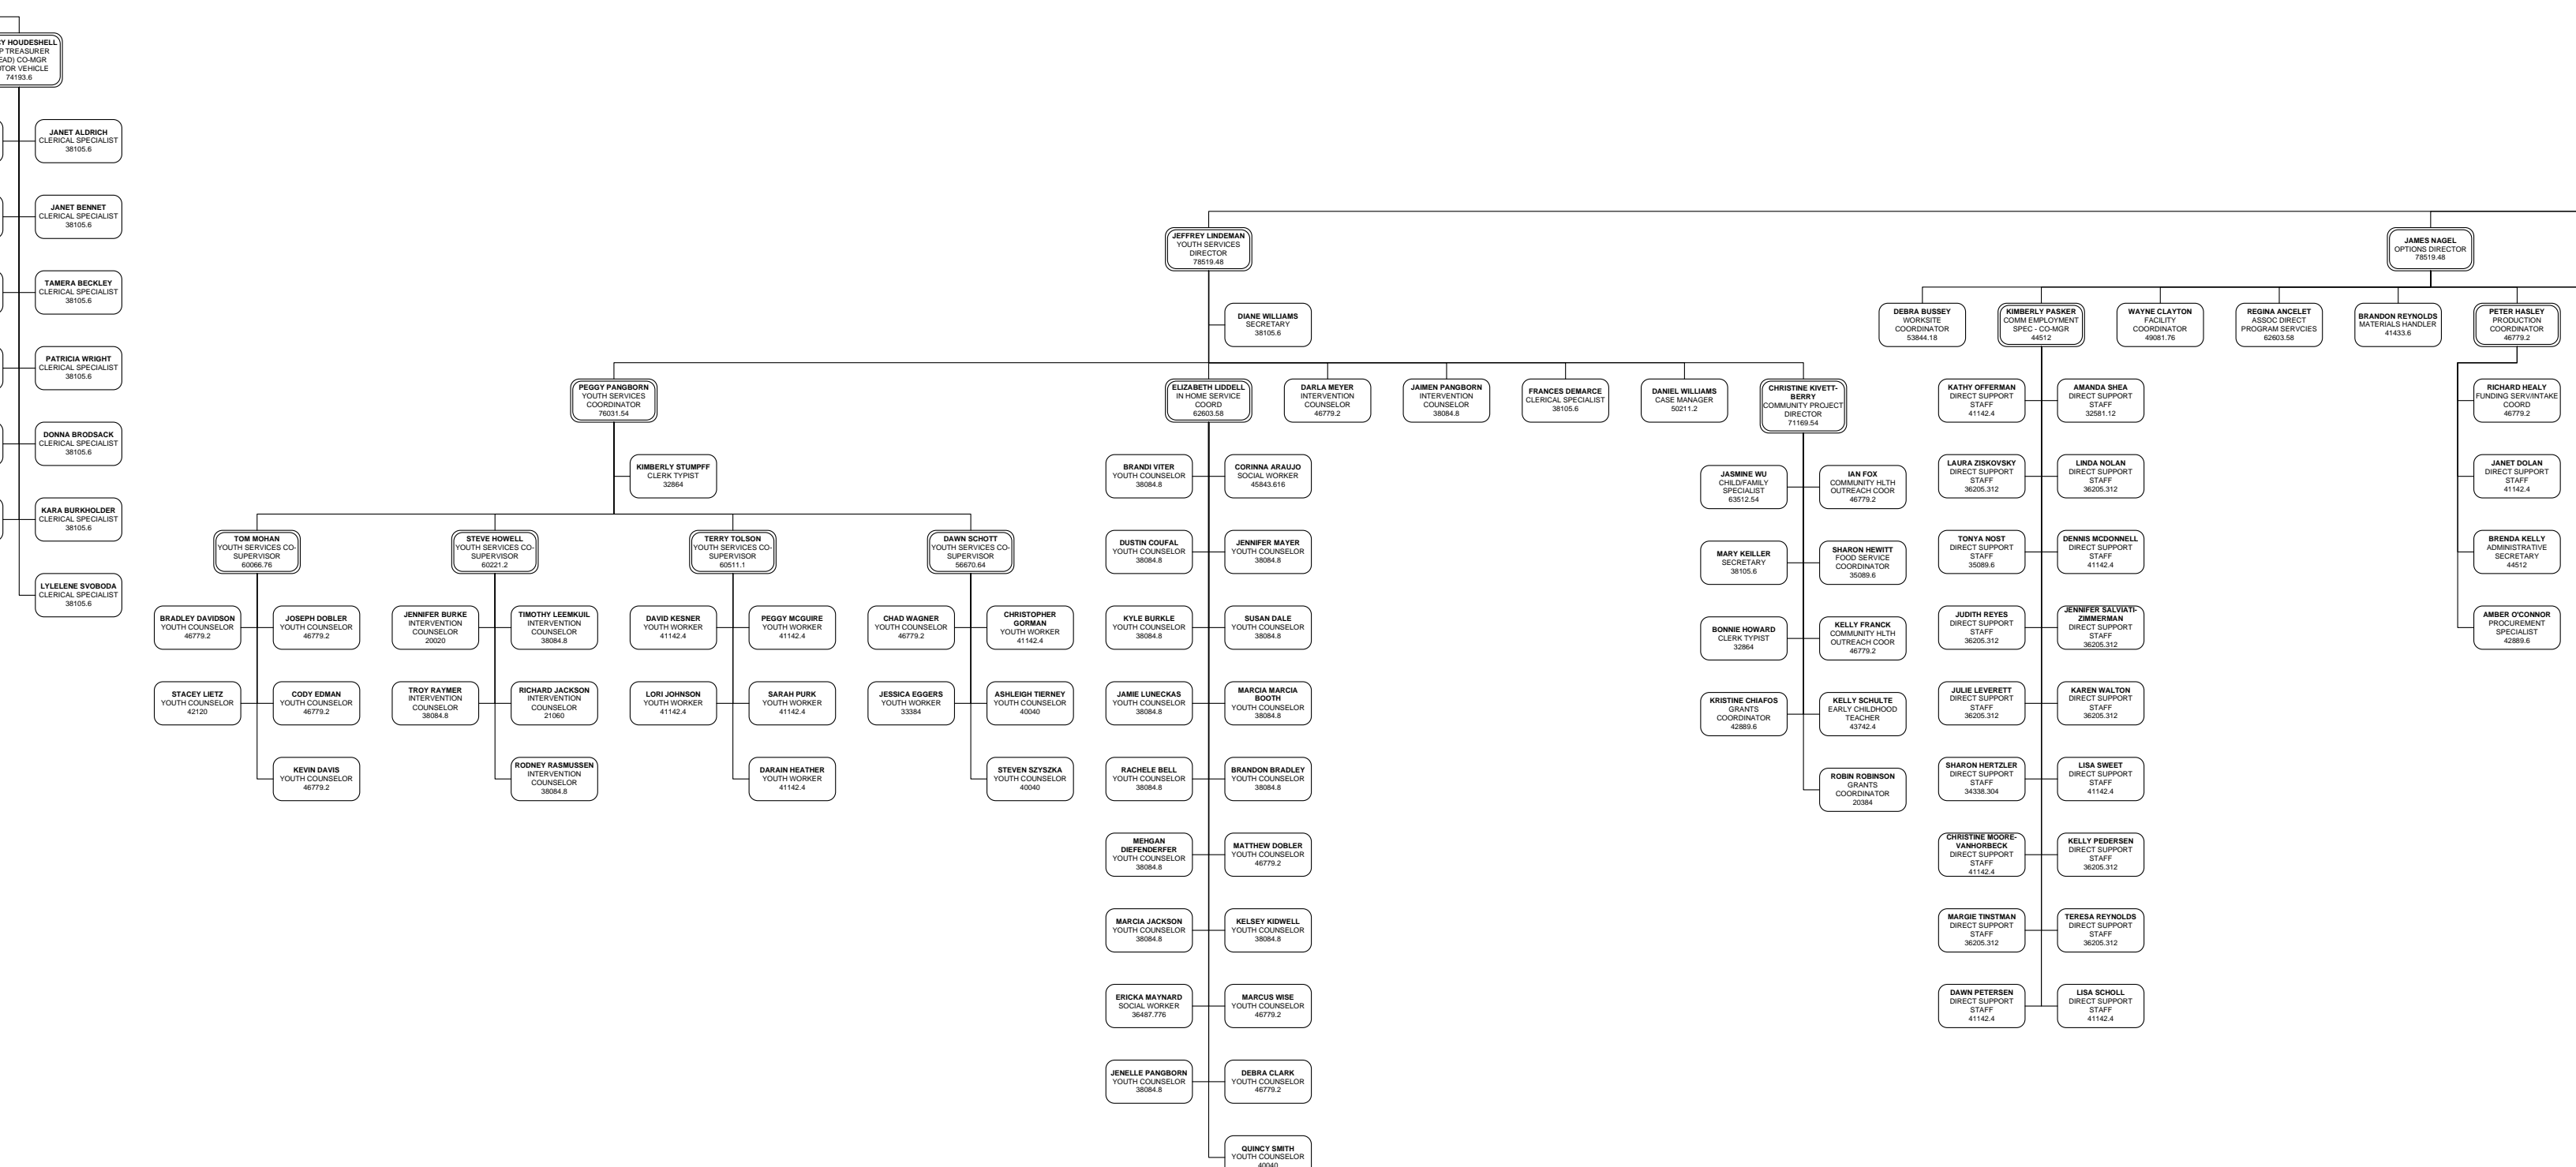 Y HOUDESHELL
P TREASURER
EAD) CO-MGR
TOR VEHICLE
74193.6
JANET ALDRICH
CLERICAL SPECIALIST
38105.6
JANET BENNET
CLERICAL SPECIALIST
38105.6
TAMERA BECKLEY
CLERICAL SPECIALIST
38105.6
PATRICIA WRIGHT
CLERICAL SPECIALIST
38105.6
DONNA BRODSACK
CLERICAL SPECIALIST
38105.6
KARA BURKHOLDER
CLERICAL SPECIALIST
38105.6
LYLELENE SVOBODA
CLERICAL SPECIALIST
38105.6
JEFFREY LINDEMAN
YOUTH SERVICES
DIRECTOR
78519.48
DIANE WILLIAMS
SECRETARY
38105.6
PEGGY PANGBORN
YOUTH SERVICES
COORDINATOR
76031.54
KIMBERLY STUMPFF
CLERK TYPIST
32864
TOM MOHAN
YOUTH SERVICES CO-
SUPERVISOR
60066.76
BRADLEY DAVIDSON
YOUTH COUNSELOR
46779.2
JOSEPH DOBLER
YOUTH COUNSELOR
46779.2
STACEY LIETZ
YOUTH COUNSELOR
42120
CODY EDMAN
YOUTH COUNSELOR
46779.2
KEVIN DAVIS
YOUTH COUNSELOR
46779.2
STEVE HOWELL
YOUTH SERVICES CO-
SUPERVISOR
60221.2
JENNIFER BURKE
INTERVENTION
COUNSELOR
20020
TIMOTHY LEEMKUIL
INTERVENTION
COUNSELOR
38084.8
TROY RAYMER
INTERVENTION
COUNSELOR
38084.8
RICHARD JACKSON
INTERVENTION
COUNSELOR
21060
RODNEY RASMUSSEN
INTERVENTION
COUNSELOR
38084.8
TERRY TOLSON
YOUTH SERVICES CO-
SUPERVISOR
60511.1
DAVID KESNER
YOUTH WORKER
41142.4
PEGGY MCGUIRE
YOUTH WORKER
41142.4
LORI JOHNSON
YOUTH WORKER
41142.4
SARAH PURK
YOUTH WORKER
41142.4
DARAIN HEATHER
YOUTH WORKER
41142.4
DAWN SCHOTT
YOUTH SERVICES CO-
SUPERVISOR
56670.64
CHAD WAGNER
YOUTH COUNSELOR
46779.2
CHRISTOPHER
GORMAN
YOUTH WORKER
41142.4
JESSICA EGGERS
YOUTH WORKER
33384
ASHLEIGH TIERNEY
YOUTH COUNSELOR
40040
STEVEN SZYSZKA
YOUTH COUNSELOR
40040
ELIZABETH LIDDELL
IN HOME SERVICE
COORD
62603.58
BRANDI VITER
YOUTH COUNSELOR
38084.8
CORINNA ARAUJO
SOCIAL WORKER
45843.616
DUSTIN COUFAL
YOUTH COUNSELOR
38084.8
JENNIFER MAYER
YOUTH COUNSELOR
38084.8
KYLE BURKLE
YOUTH COUNSELOR
38084.8
SUSAN DALE
YOUTH COUNSELOR
38084.8
JAMIE LUNECKAS
YOUTH COUNSELOR
38084.8
MARCIA MARCIA
BOOTH
YOUTH COUNSELOR
38084.8
RACHELE BELL
YOUTH COUNSELOR
38084.8
BRANDON BRADLEY
YOUTH COUNSELOR
38084.8
MEHGAN
DIEFENDERFER
YOUTH COUNSELOR
38084.8
MATTHEW DOBLER
YOUTH COUNSELOR
46779.2
MARCIA JACKSON
YOUTH COUNSELOR
38084.8
KELSEY KIDWELL
YOUTH COUNSELOR
38084.8
ERICKA MAYNARD
SOCIAL WORKER
36487.776
MARCUS WISE
YOUTH COUNSELOR
46779.2
JENELLE PANGBORN
YOUTH COUNSELOR
38084.8
DEBRA CLARK
YOUTH COUNSELOR
46779.2
QUINCY SMITH
YOUTH COUNSELOR
40040
DARLA MEYER
INTERVENTION
COUNSELOR
46779.2
JAIMEN PANGBORN
INTERVENTION
COUNSELOR
38084.8
FRANCES DEMARCE
CLERICAL SPECIALIST
38105.6
DANIEL WILLIAMS
CASE MANAGER
50211.2
CHRISTINE KIVETT-
BERRY
COMMUNITY PROJECT
DIRECTOR
71169.54
JASMINE WU
CHILD/FAMILY
SPECIALIST
63512.54
IAN FOX
COMMUNITY HLTH
OUTREACH COOR
46779.2
MARY KEILLER
SECRETARY
38105.6
SHARON HEWITT
FOOD SERVICE
COORDINATOR
35089.6
BONNIE HOWARD
CLERK TYPIST
32864
KELLY FRANCK
COMMUNITY HLTH
OUTREACH COOR
46779.2
KRISTINE CHIAFOS
GRANTS
COORDINATOR
42889.6
KELLY SCHULTE
EARLY CHILDHOOD
TEACHER
43742.4
ROBIN ROBINSON
GRANTS
COORDINATOR
20384
JAMES NAGEL
OPTIONS DIRECTOR
78519.48
DEBRA BUSSEY
WORKSITE
COORDINATOR
53844.18
KIMBERLY PASKER
COMM EMPLOYMENT
SPEC - CO-MGR
44512
WAYNE CLAYTON
FACILITY
COORDINATOR
49081.76
REGINA ANCELET
ASSOC DIRECT
PROGRAM SERVCIES
62603.58
BRANDON REYNOLDS
MATERIALS HANDLER
41433.6
PETER HASLEY
PRODUCTION
COORDINATOR
46779.2
KATHY OFFERMAN
DIRECT SUPPORT
STAFF
41142.4
AMANDA SHEA
DIRECT SUPPORT
STAFF
32581.12
LAURA ZISKOVSKY
DIRECT SUPPORT
STAFF
36205.312
LINDA NOLAN
DIRECT SUPPORT
STAFF
36205.312
TONYA NOST
DIRECT SUPPORT
STAFF
35089.6
DENNIS MCDONNELL
DIRECT SUPPORT
STAFF
41142.4
JUDITH REYES
DIRECT SUPPORT
STAFF
36205.312
JENNIFER SALVIATI-
ZIMMERMAN
DIRECT SUPPORT
STAFF
36205.312
JULIE LEVERETT
DIRECT SUPPORT
STAFF
36205.312
KAREN WALTON
DIRECT SUPPORT
STAFF
36205.312
SHARON HERTZLER
DIRECT SUPPORT
STAFF
34338.304
LISA SWEET
DIRECT SUPPORT
STAFF
41142.4
CHRISTINE MOORE-
VANHORBECK
DIRECT SUPPORT
STAFF
41142.4
KELLY PEDERSEN
DIRECT SUPPORT
STAFF
36205.312
MARGIE TINSTMAN
DIRECT SUPPORT
STAFF
36205.312
TERESA REYNOLDS
DIRECT SUPPORT
STAFF
36205.312
DAWN PETERSEN
DIRECT SUPPORT
STAFF
41142.4
LISA SCHOLL
DIRECT SUPPORT
STAFF
41142.4
RICHARD HEALY
FUNDING SERV/INTAKE
COORD
46779.2
JANET DOLAN
DIRECT SUPPORT
STAFF
41142.4
BRENDA KELLY
ADMINISTRATIVE
SECRETARY
44512
AMBER O'CONNOR
PROCUREMENT
SPECIALIST
42889.6